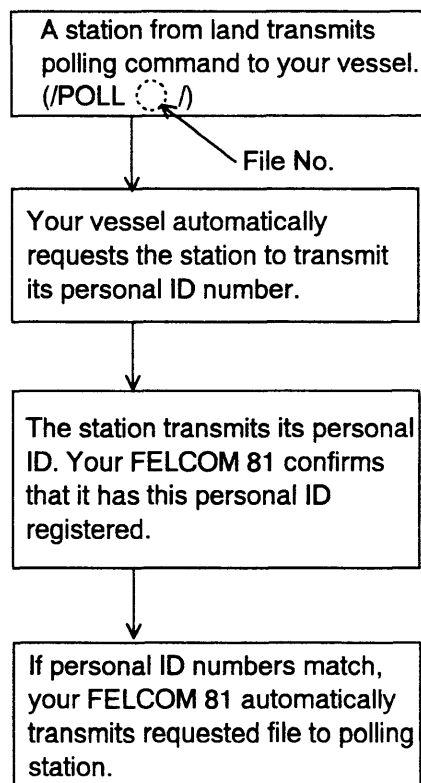 A station from land transmits
polling command to your vessel.
(/POLL /)
File No.
Your vessel automatically
requests the station to transmit
its personal ID number.
The station transmits its personal
ID. Your FELCOM 81 confirms
that it has this personal ID
registered.
If personal ID numbers match,
your FELCOM 81 automatically
transmits requested file to polling
station.